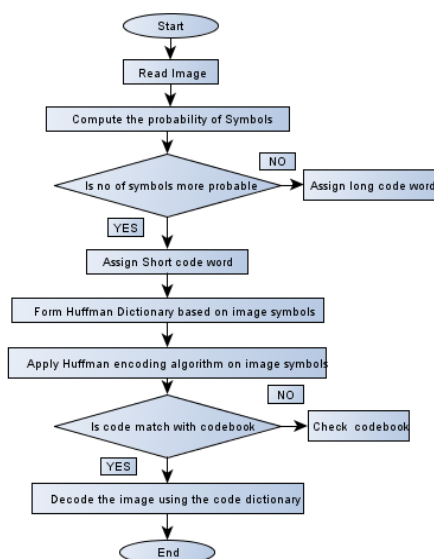 Start
Read Image
Compute the probability of Symbols
NO
Is no of symbols more probable
Assign long code word
YES
Assign Short code word
Form Huffman Dictionary based on image symbols
Apply Huffman encoding algorithm on image symbols
NO
Is code match with codebook
Check codebook
YES
Decode the image using the code dictionary
End